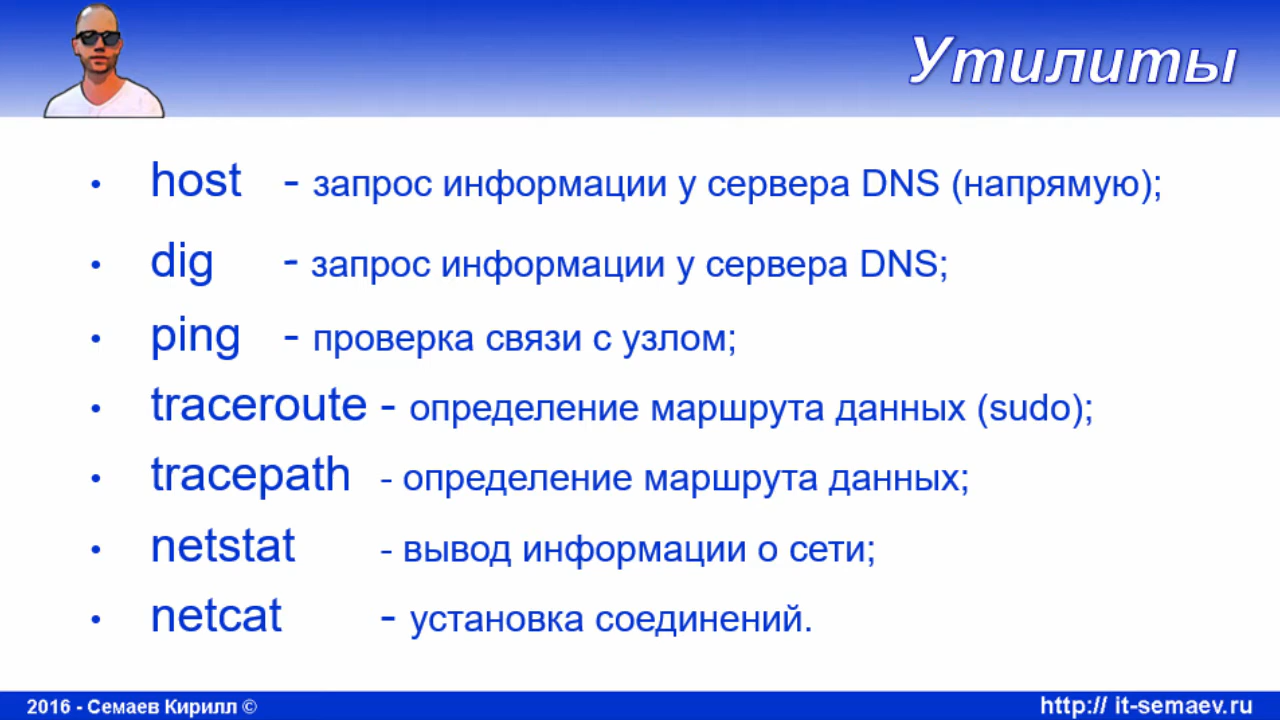 Утилиты
• host - запрос информации у сервера DNS (напрямую);
• dig - запрос информации у сервера DNS;
• ping - проверка связи с узлом;
• traceroute - определение маршрута данных (sudo);
• tracepath - определение маршрута данных;
• netstat - вывод информации о сети;
• netcat - установка соединений.
2016 - Семаев Кирилл © http:// it-semaev.ru